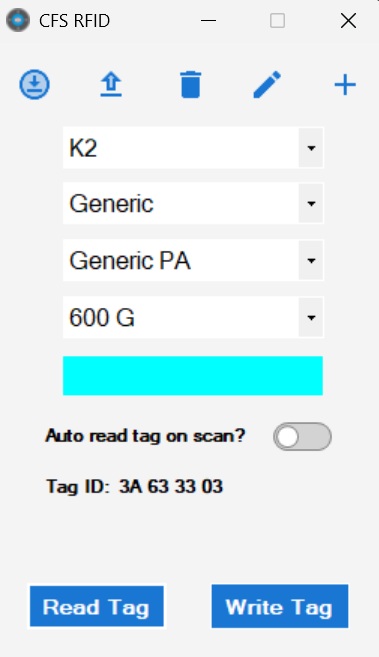 CFS RFID
K2
Generic
Generic PA
600 G
Auto read tag on scan?
Tag ID: 3A 63 33 03
Read Tag
Write Tag